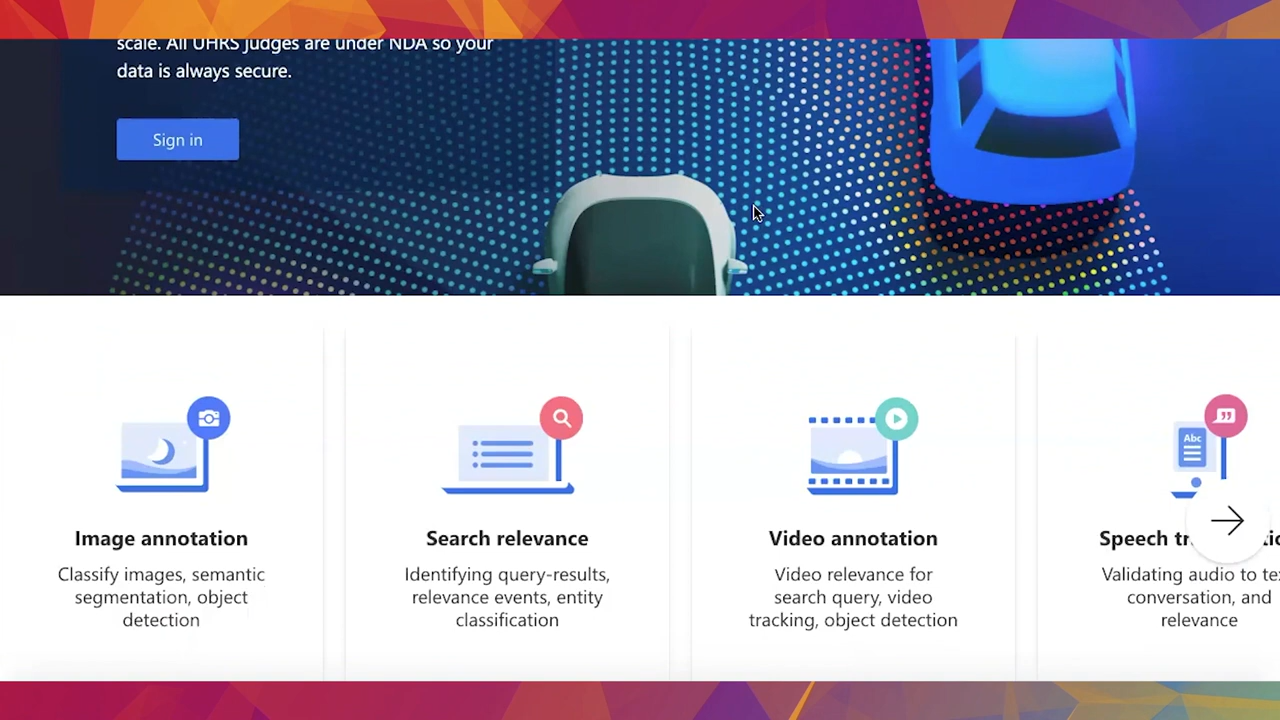 scale. All UHRS judges are under NDA so your
data is always secure.
Sign in
Image annotation
Classify images, semantic
segmentation, object
detection
Search relevance
Identifying query-results,
relevance events, entity
classification
Video annotation
Video relevance for
search query, video
tracking, object detection
Abc
Speech
Validating audio to
conversation, and
relevance